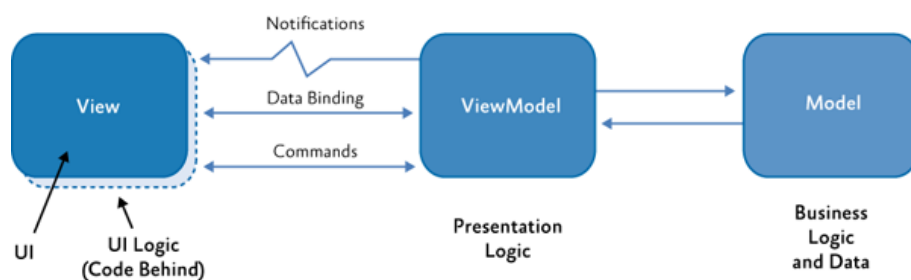 Notifications
View
Data Binding
ViewModel
Model
Commands
UI
UI Logic
(Code Behind)
Presentation
Logic
Business
Logic
and Data